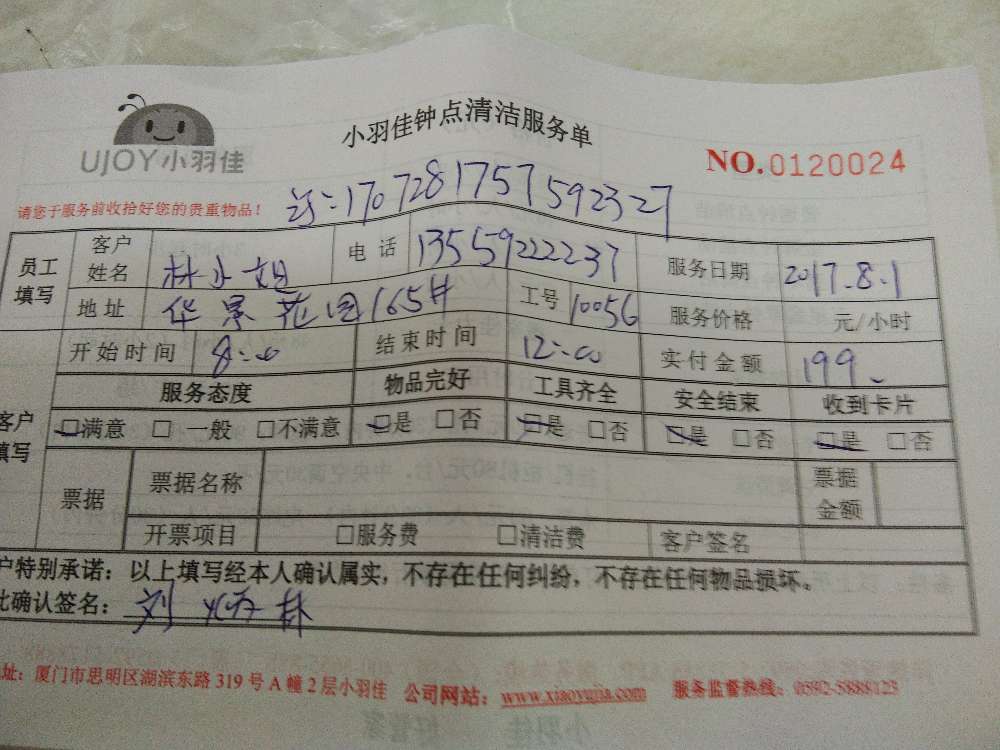 小羽佳钟点清洁服务单
UJOY小羽佳
NO.0120024
请您于服务前收拾好您的贵重物品！
1707281757592327
员工填写 客户姓名 林小姐 电话 13559222237 服务日期 2017.8.1
地址 华景花园165# 工号 10056 服务价格 元/小时
开始时间 8:00 结束时间 12:00 实付金额 199
客户填写 服务态度 物品完好 工具齐全 安全结束 收到卡片
☑满意 □一般 □不满意 ☑是 □否 ☑是 □否 ☑是 □否 ☑是 □否
票据 票据名称 票据金额
开票项目 □服务费 □清洁费 客户签名
户特别承诺：以上填写经本人确认属实，不存在任何纠纷，不存在任何物品损坏。
此确认签名：刘 林
址：厦门市思明区湖滨东路319号A幢2层小羽佳 公司网站：www.xiaoyujia.com 服务监督热线：0592-5888123